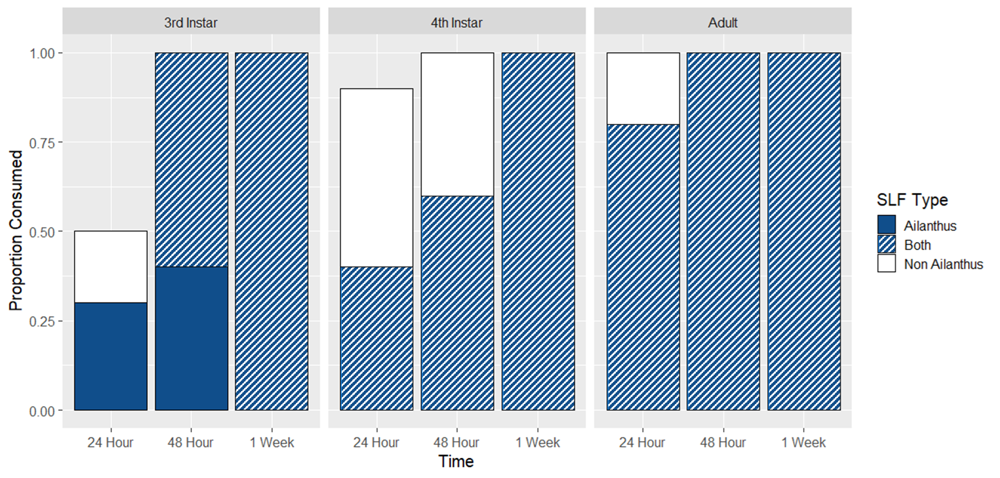 3rd Instar
4th Instar
Adult
Proportion Consumed
1.00
0.75
0.50
0.25
0.00
24 Hour
48 Hour
1 Week
24 Hour
48 Hour
1 Week
24 Hour
48 Hour
1 Week
Time
SLF Type
Ailanthus
Both
Non Ailanthus